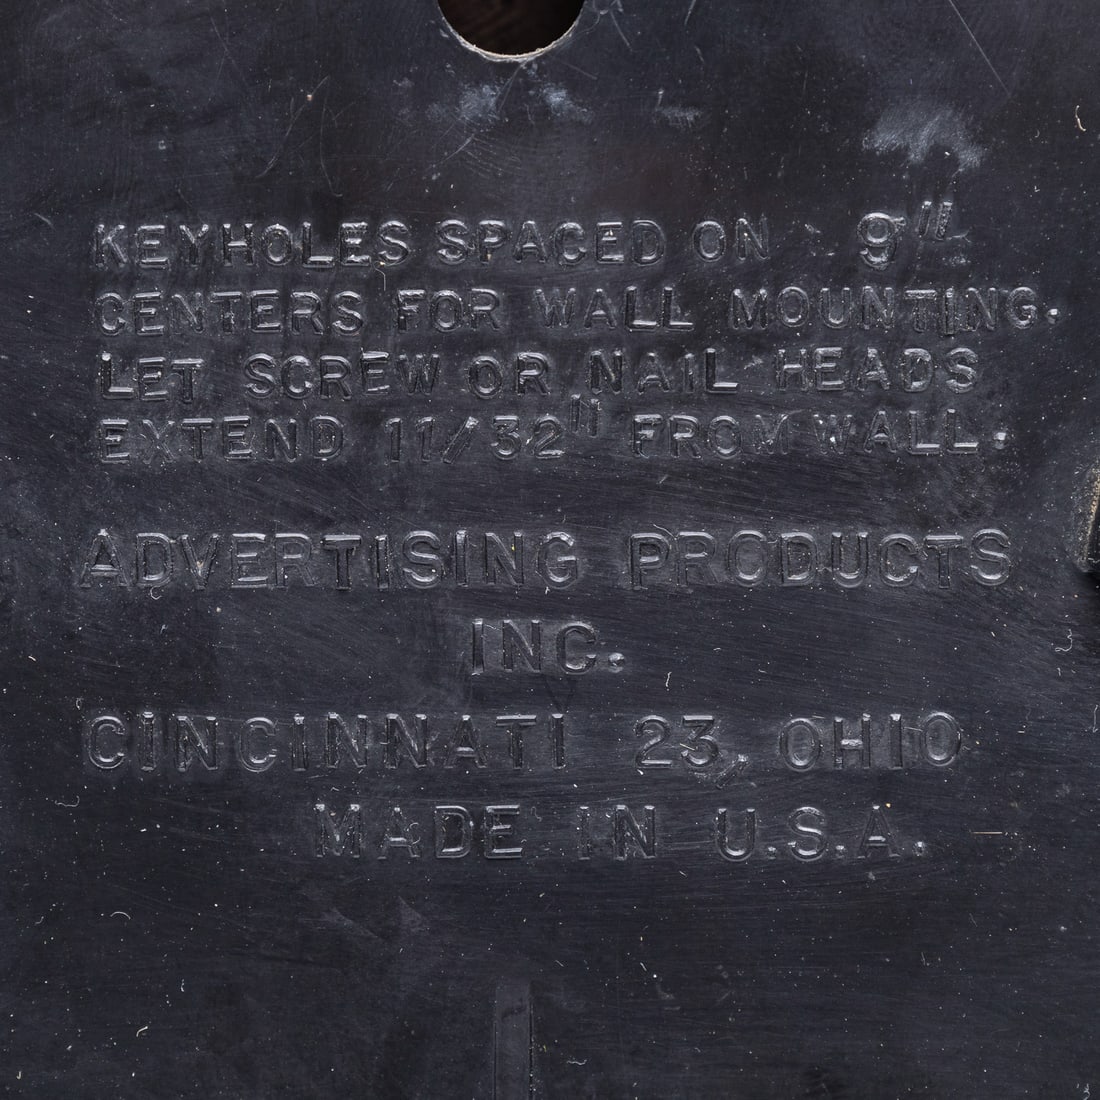 KEYHOLES SPACED ON 9"
CENTERS FOR WALL MOUNTING.
LET SCREW OR NAIL HEADS
EXTEND 11/32" FROM WALL.
ADVERTISING PRODUCTS
INC.
CINCINNATI 23, OHIO
MADE IN U.S.A.